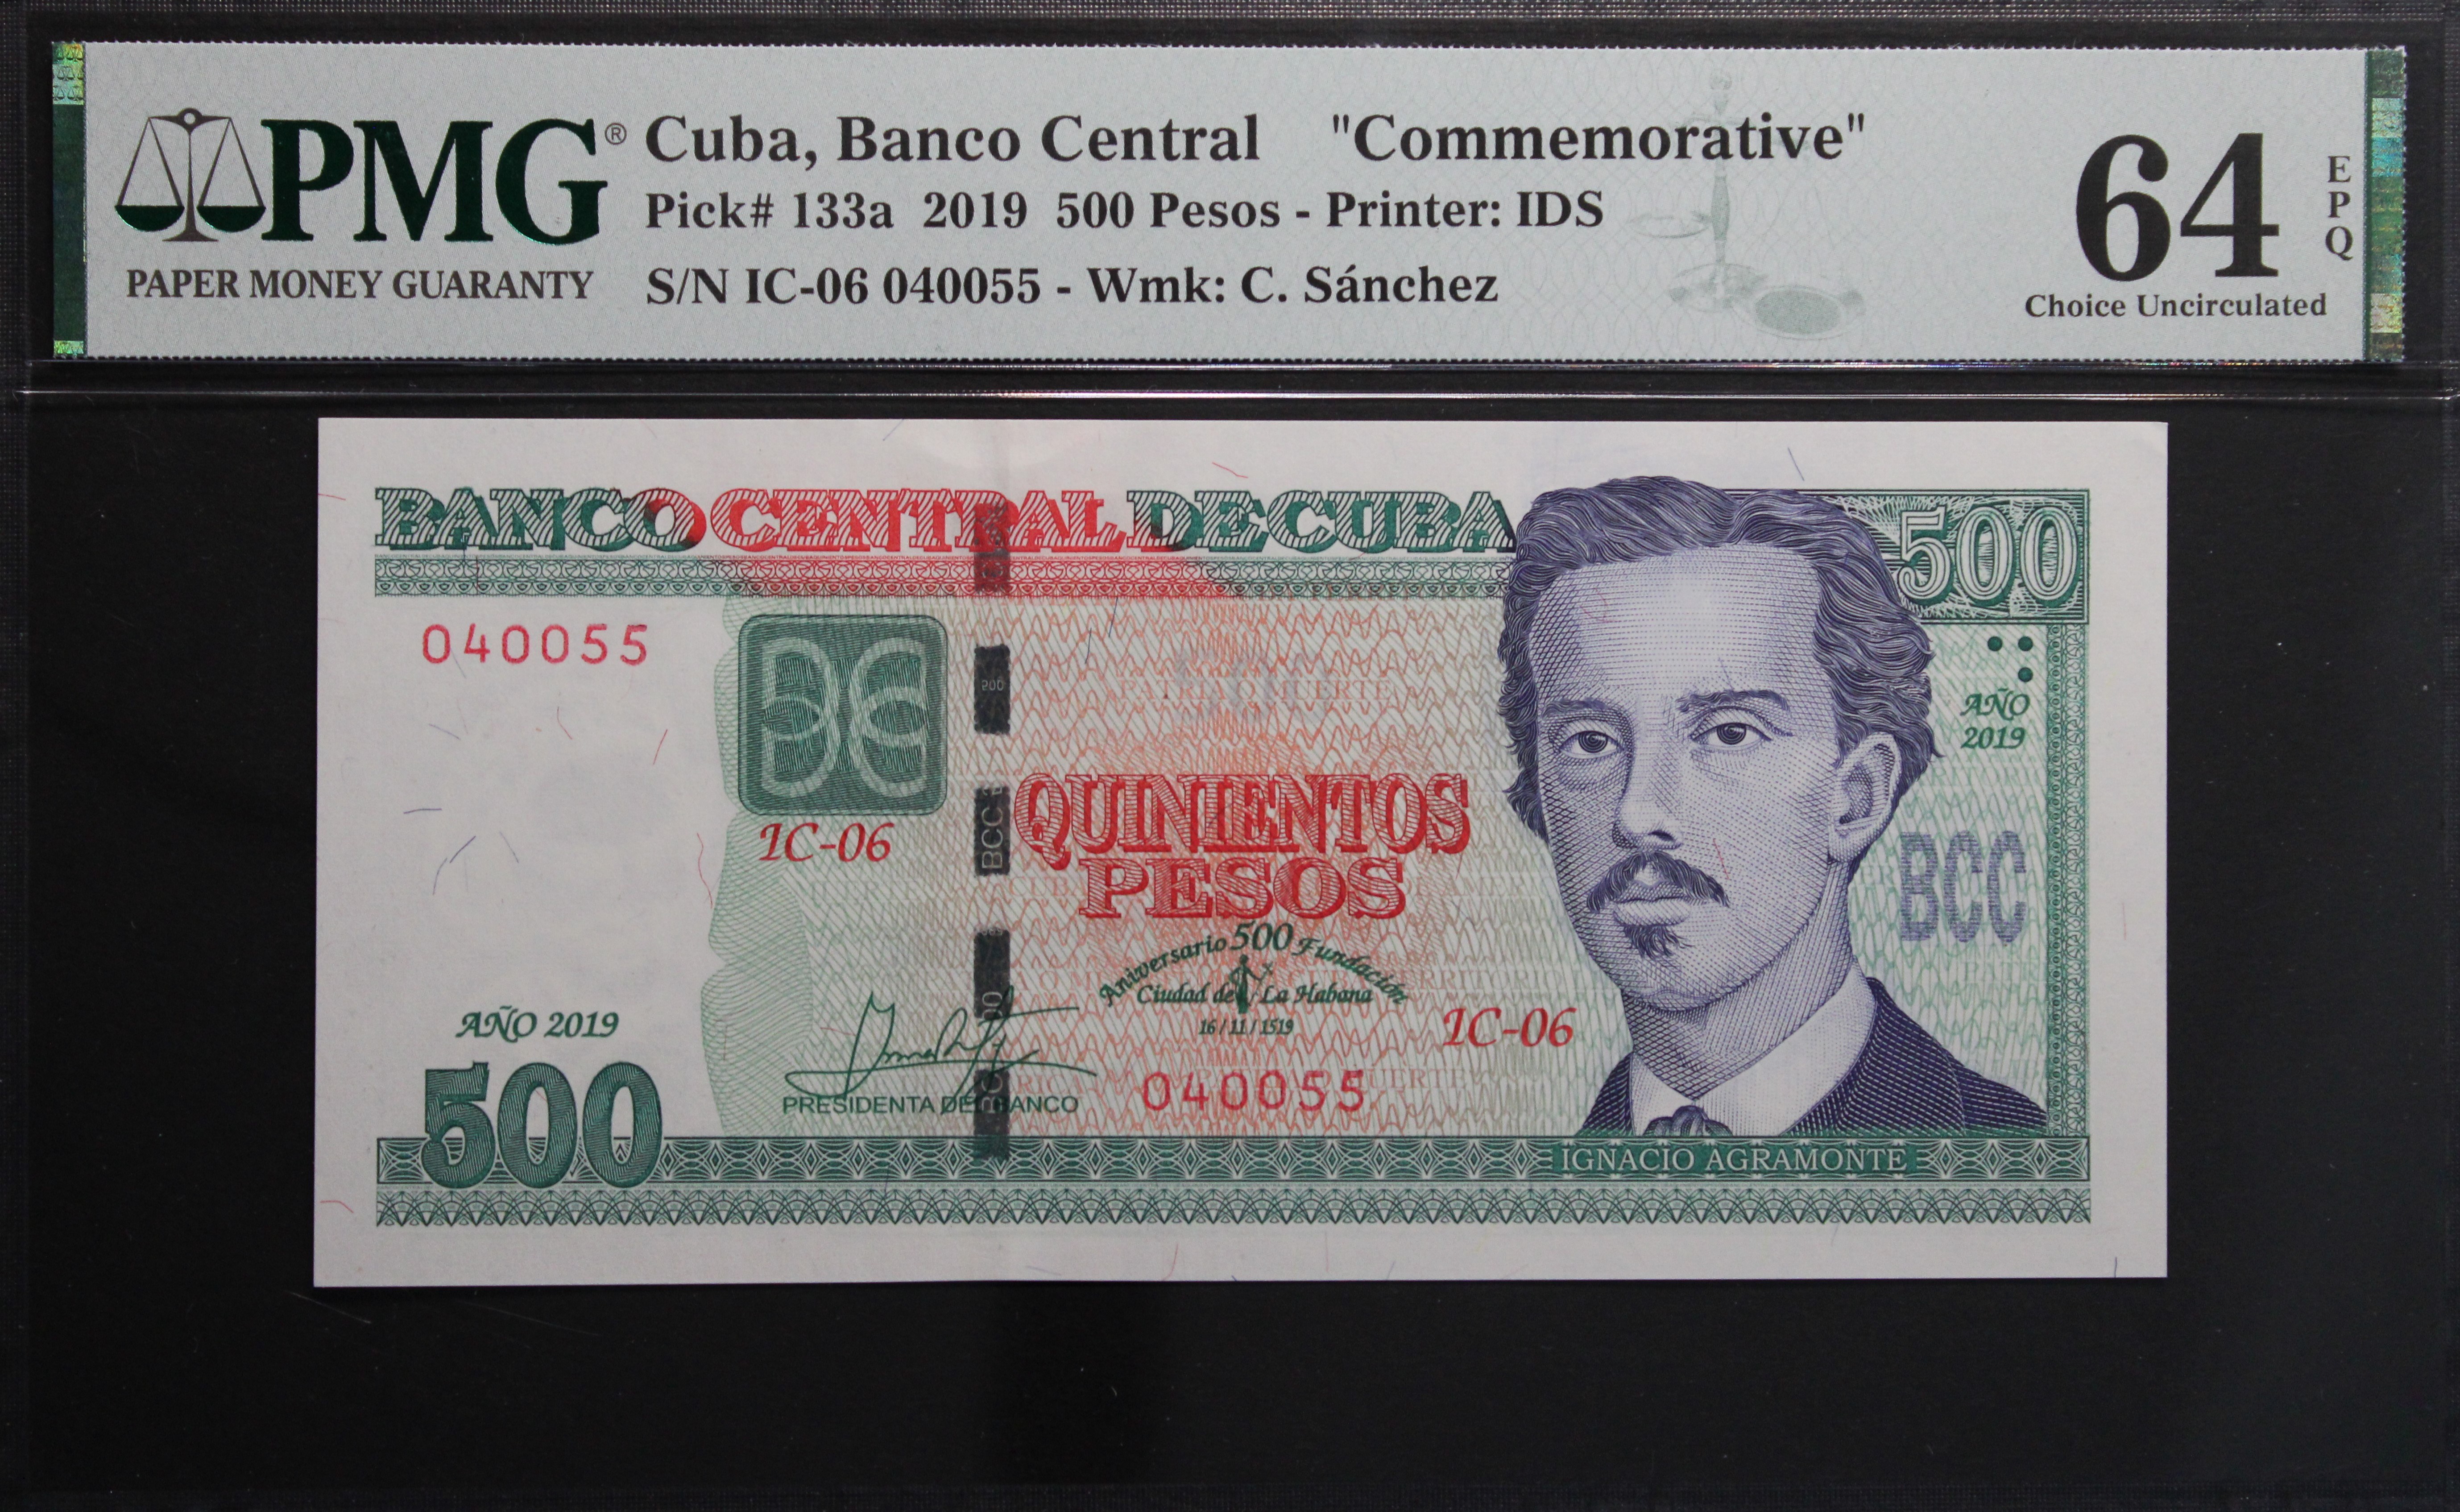 PMG®
PAPER MONEY GUARANTY
Cuba, Banco Central "Commemorative"
Pick# 133a 2019 500 Pesos - Printer: IDS
S/N IC-06 040055 - Wmk: C. Sánchez
64
EPQ
Choice Uncirculated
BANCO CENTRAL DE CUBA
500
040055
PATRIA O MUERTE
AÑO
2019
QUINIENTOS
PESOS
IC-06
BCC
BCC
Aniversario 500 Fundación
Ciudad de La Habana
16/11/1519
AÑO 2019
500
IC-06
PRESIDENTA DEL BANCO
040055
IGNACIO AGRAMONTE